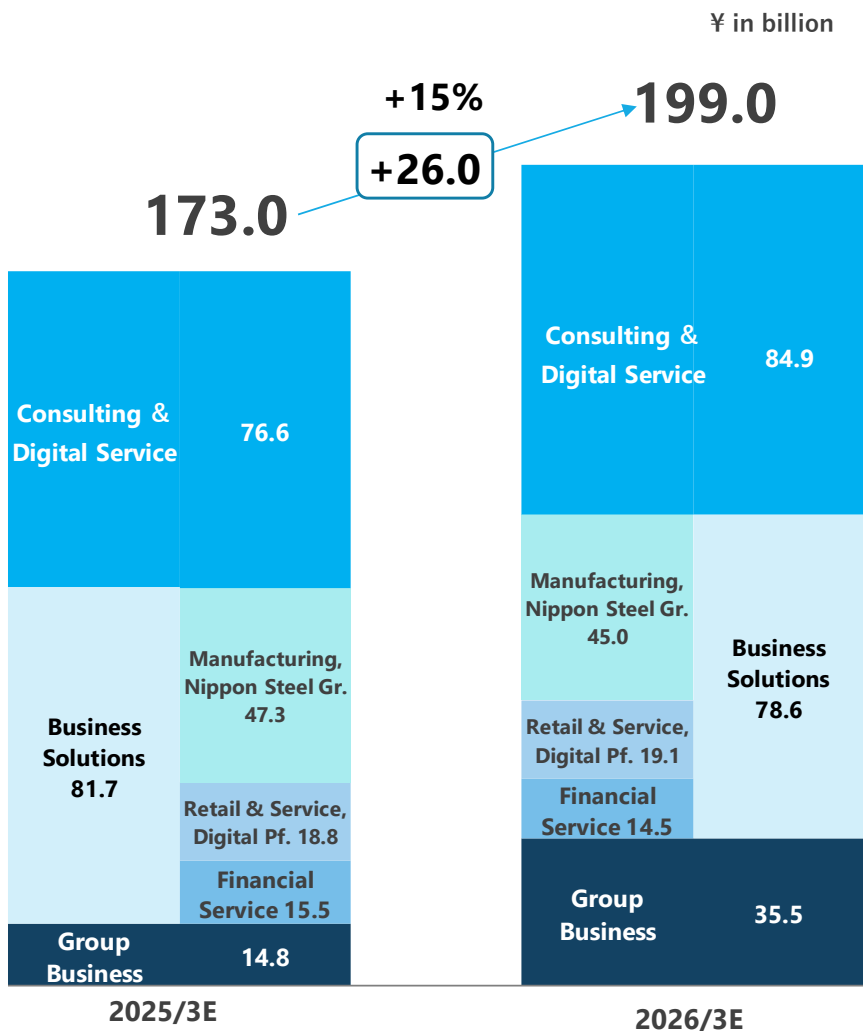 ¥ in billion
+15%
+26.0
173.0
199.0
Consulting &
Digital Service
76.6
Business
Solutions
81.7
Manufacturing,
Nippon Steel Gr.
47.3
Retail & Service,
Digital Pf. 18.8
Financial
Service 15.5
Group
Business
14.8
2025/3E
Consulting &
Digital Service
84.9
Manufacturing,
Nippon Steel Gr.
45.0
Retail & Service,
Digital Pf. 19.1
Financial
Service 14.5
Business
Solutions
78.6
Group
Business
35.5
2026/3E